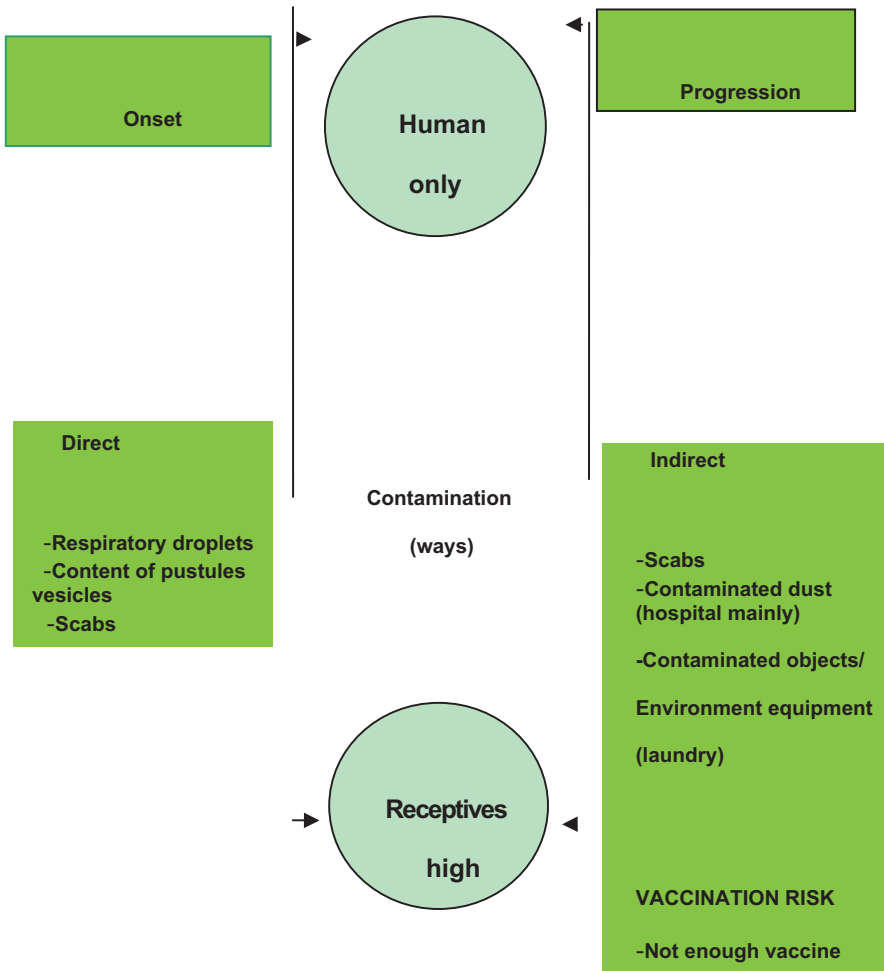 Onset
Human
only
Progression
Direct
-Respiratory droplets
-Content of pustules
vesicles
-Scabs
Contamination
(ways)
Indirect
-Scabs
-Contaminated dust
(hospital mainly)
-Contaminated objects/
Environment equipment
(laundry)
Receptives
high
VACCINATION RISK
-Not enough vaccine